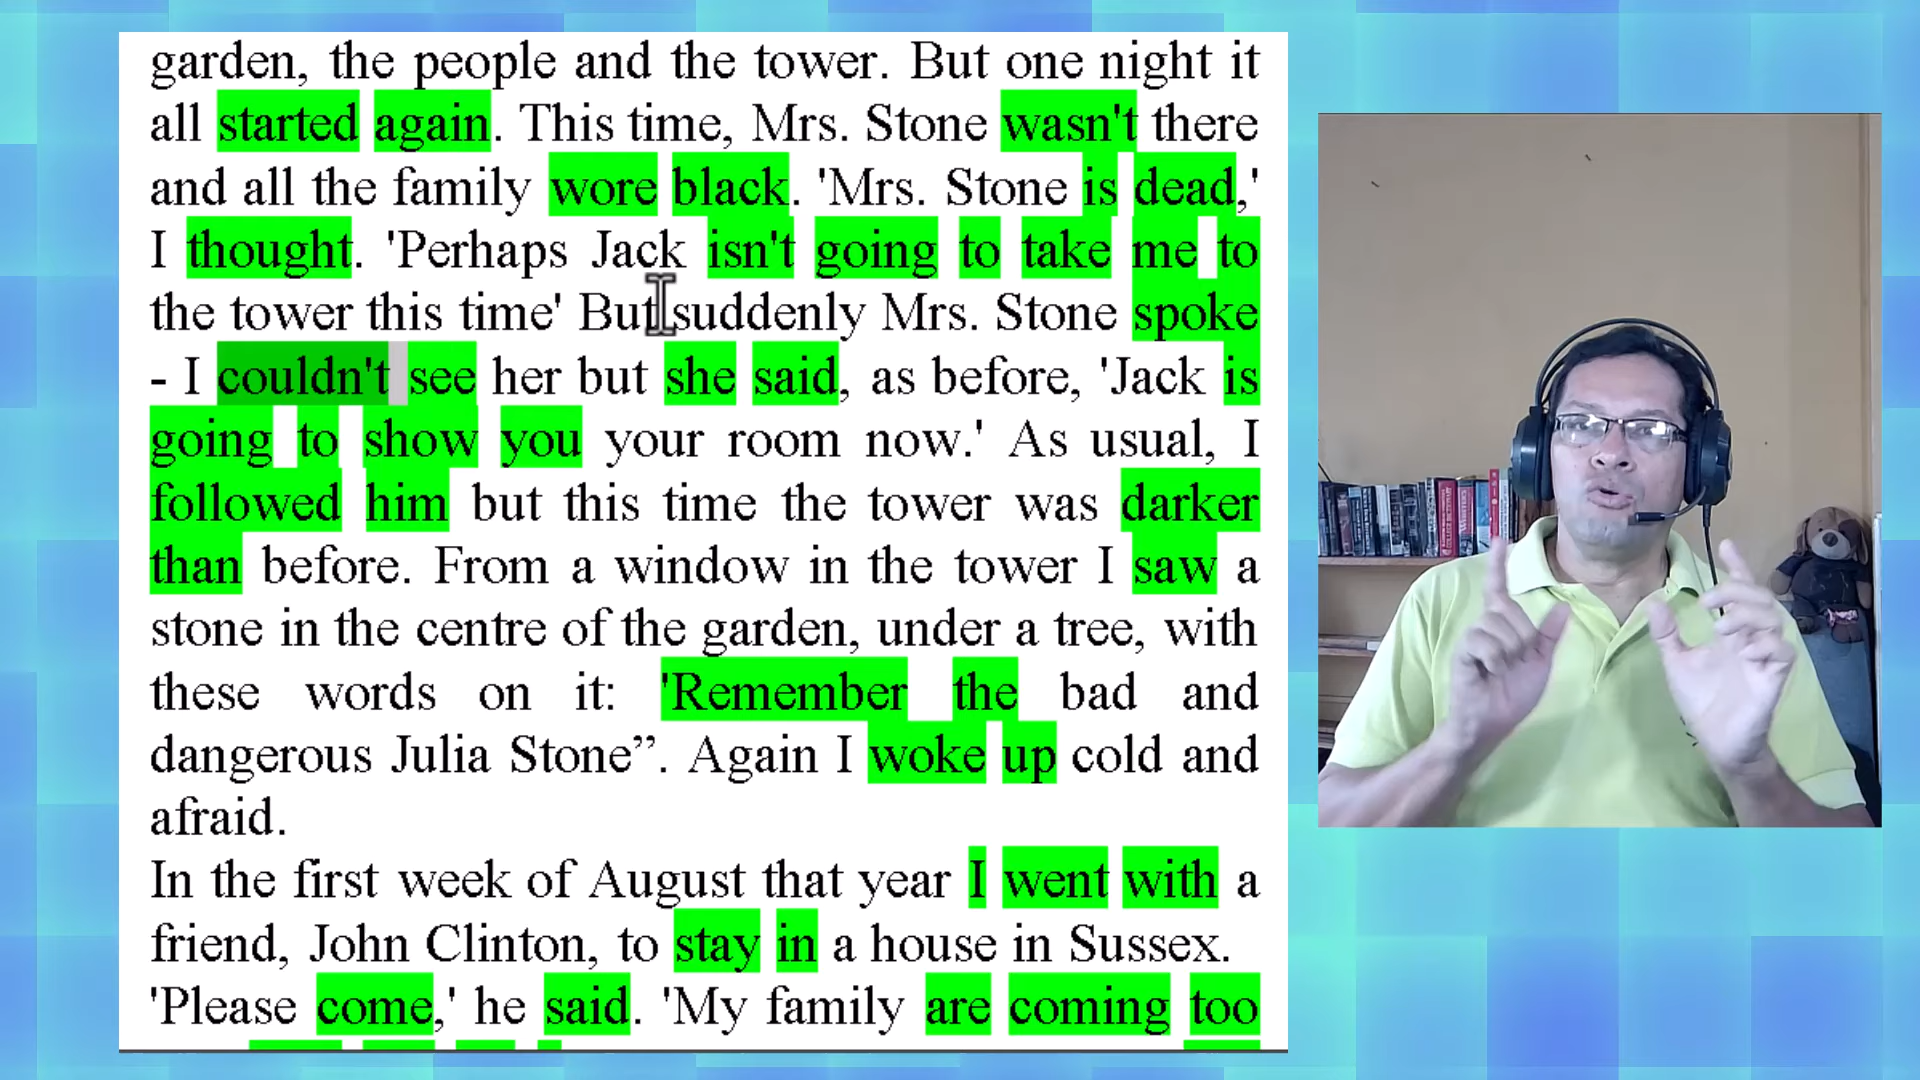 garden, the people and the tower. But one night it
all started again. This time, Mrs. Stone wasn't there
and all the family wore black. 'Mrs. Stone is dead,'
I thought. 'Perhaps Jack isn't going to take me to
the tower this time' But suddenly Mrs. Stone spoke
- I couldn't see her but she said, as before, 'Jack is
going to show you your room now.' As usual, I
followed him but this time the tower was darker
than before. From a window in the tower I saw a
stone in the centre of the garden, under a tree, with
these words on it: 'Remember the bad and
dangerous Julia Stone”. Again I woke up cold and
afraid.
In the first week of August that year I went with a
friend, John Clinton, to stay in a house in Sussex.
'Please come,' he said. 'My family are coming too